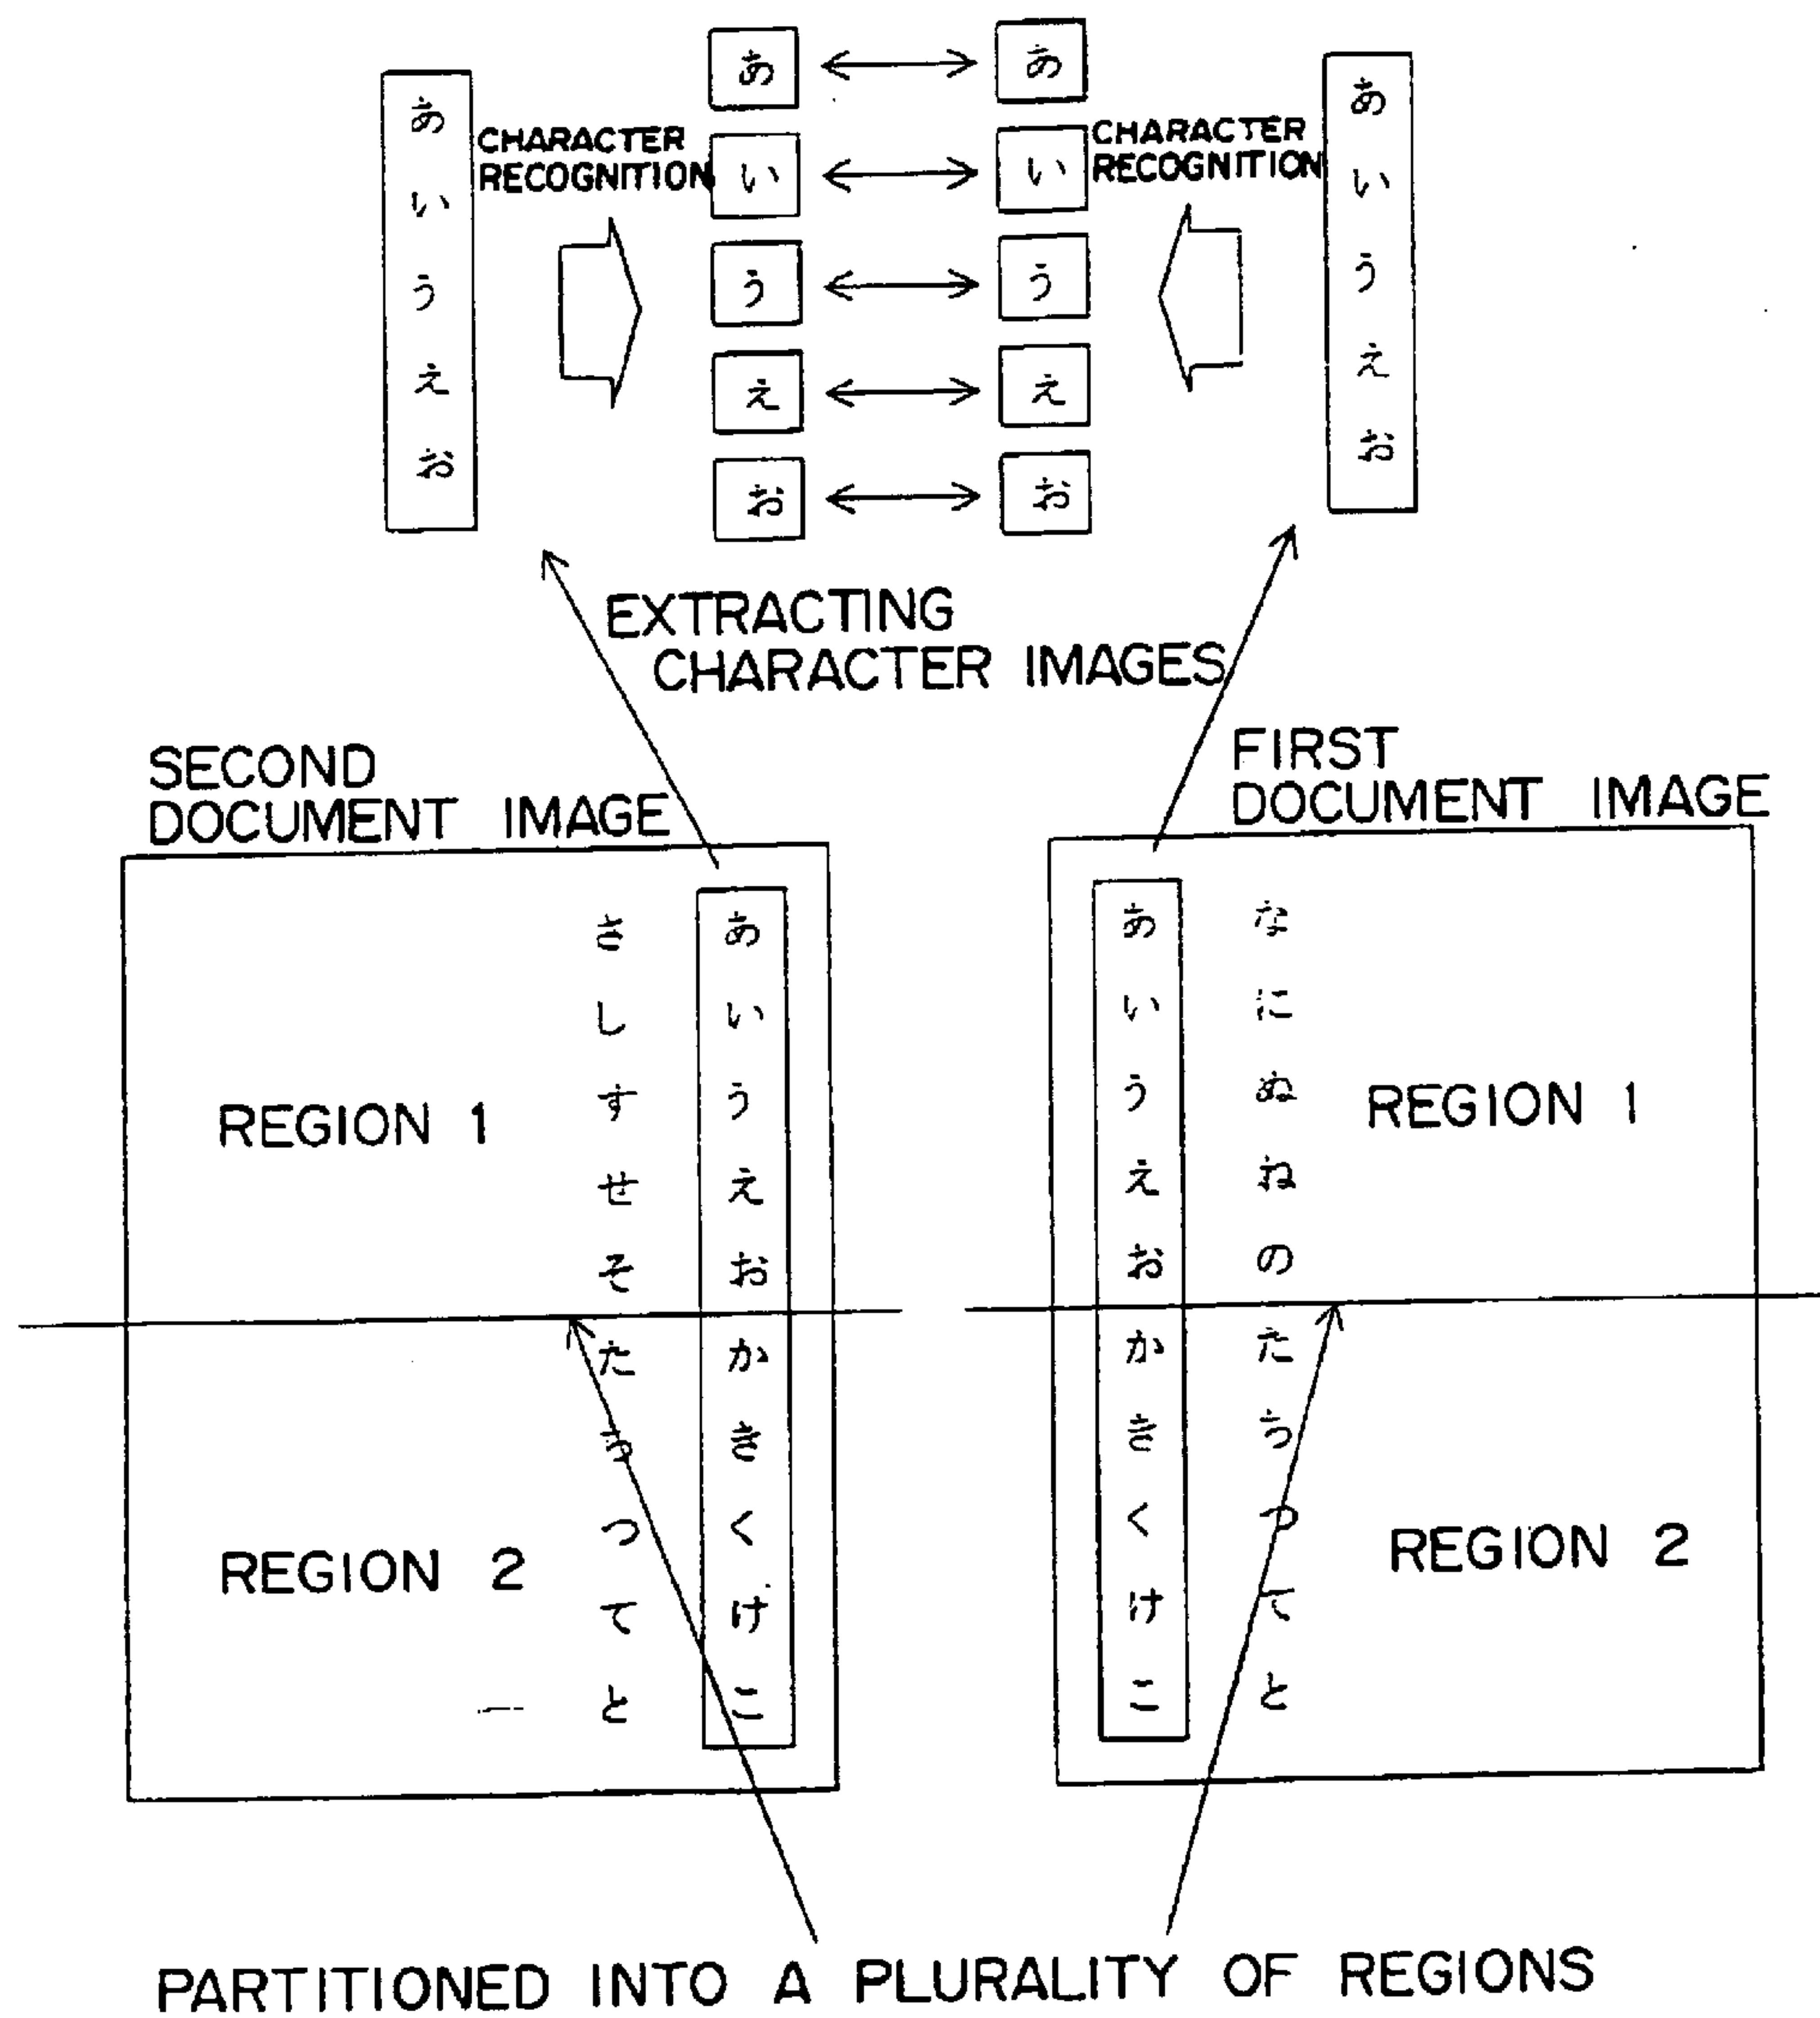 あいうえお
CHARACTER
RECOGNITION
あ
い
う
え
お
あ
い
う
え
お
CHARACTER
RECOGNITION
あいうえお
EXTRACTING
CHARACTER IMAGES
SECOND
DOCUMENT IMAGE
FIRST
DOCUMENT IMAGE
あいうえおかきくけこ
さしすせそたちつてと
REGION 1
REGION 2
なにぬねのたうつてと
あいうえおかきくけこ
REGION 1
REGION 2
PARTITIONED INTO A PLURALITY OF REGIONS